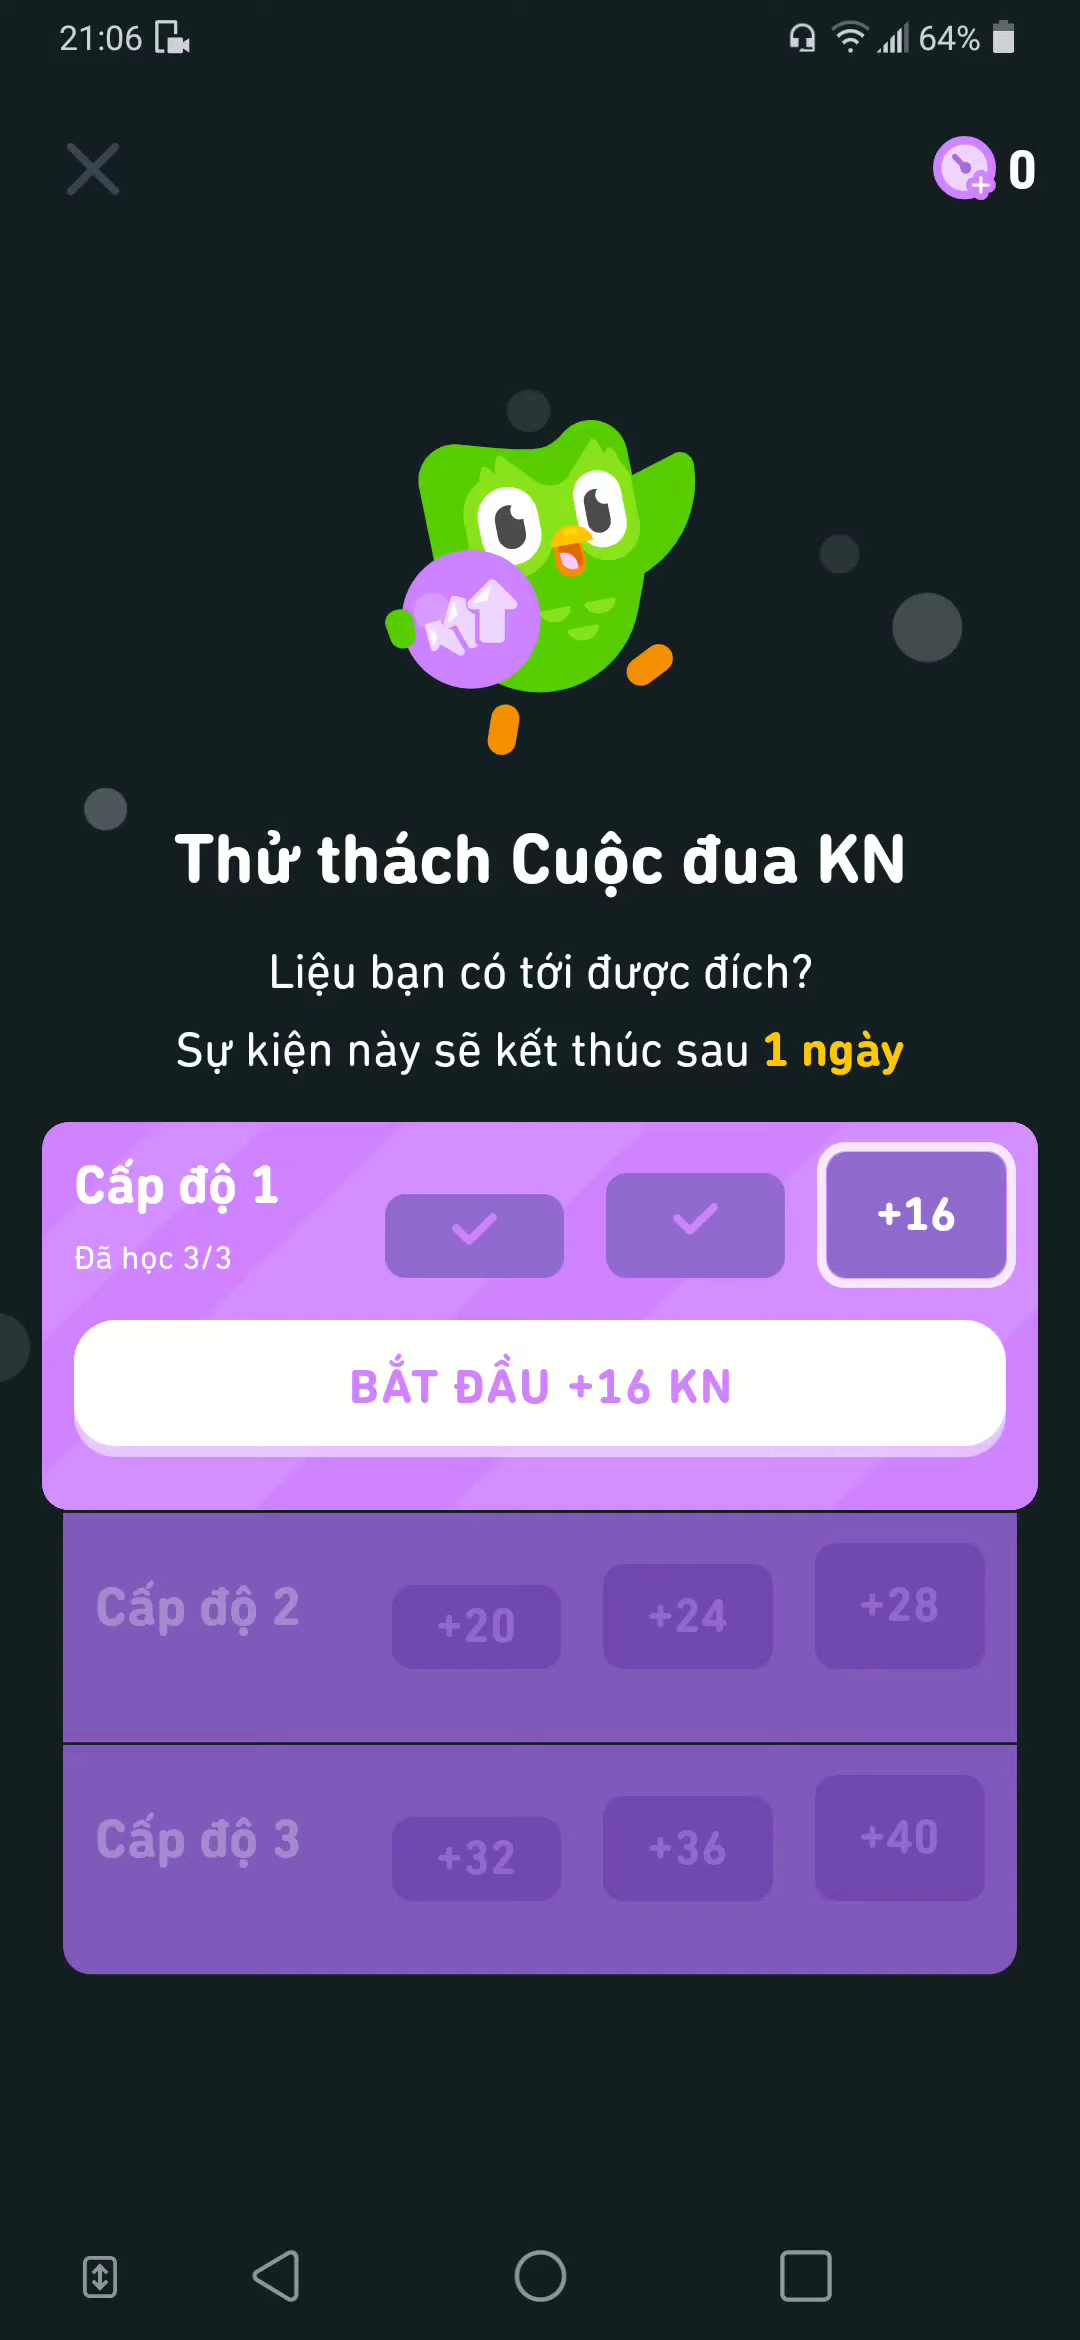 21:06
64%
0
Thử thách Cuộc đua KN
Liệu bạn có tới được đích?
Sự kiện này sẽ kết thúc sau 1 ngày
Cấp độ 1
Đã học 3/3
+16
BẮT ĐẦU +16 KN
Cấp độ 2
+20
+24
+28
Cấp độ 3
+32
+36
+40